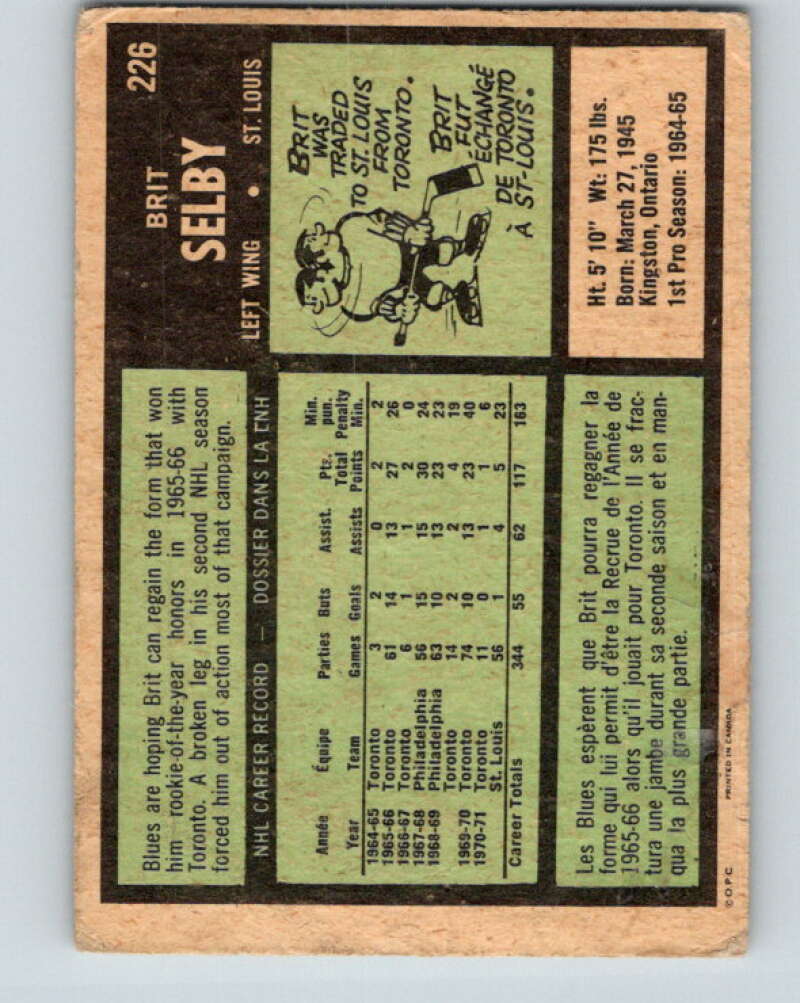 226
BRIT
SELBY
LEFT WING • ST. LOUIS
Blues are hoping Brit can regain the form that won
him rookie-of-the-year honors in 1965-66 with
Toronto. A broken leg in his second NHL season
forced him out of action most of that campaign.
BRIT
WAS
TRADED
TO ST. LOUIS
FROM
TORONTO.
BRIT
FUT
ÉCHANGÉ
DE TORONTO
À ST-LOUIS.
NHL CAREER RECORD — DOSSIER DANS LA LNH
Année Équipe Parties Buts Assist. Pts. Total Min. pun. Penalty
Year Team Games Goals Assists Points Min.
1964-65 Toronto 3 2 0 2 2
1965-66 Toronto 61 14 13 27 26
1966-67 Toronto 6 1 1 2 0
1967-68 Philadelphia 56 15 15 30 24
1968-69 Philadelphia 63 10 13 23 23
Toronto 14 2 2 4 19
1969-70 Toronto 74 10 13 23 40
1970-71 Toronto 11 0 1 1 6
St. Louis 56 1 4 5 23
Career Totals 344 55 62 117 163
Ht. 5' 10" Wt: 175 lbs.
Born: March 27, 1945
Kingston, Ontario
1st Pro Season: 1964-65
Les Blues espèrent que Brit pourra regagner la
forme qui lui permit d'être la Recrue de l'Année de
1965-66 alors qu'il jouait pour Toronto. Il se frac-
tura une jambe durant sa seconde saison et en man-
qua la plus grande partie.
© O.P.C. PRINTED IN CANADA